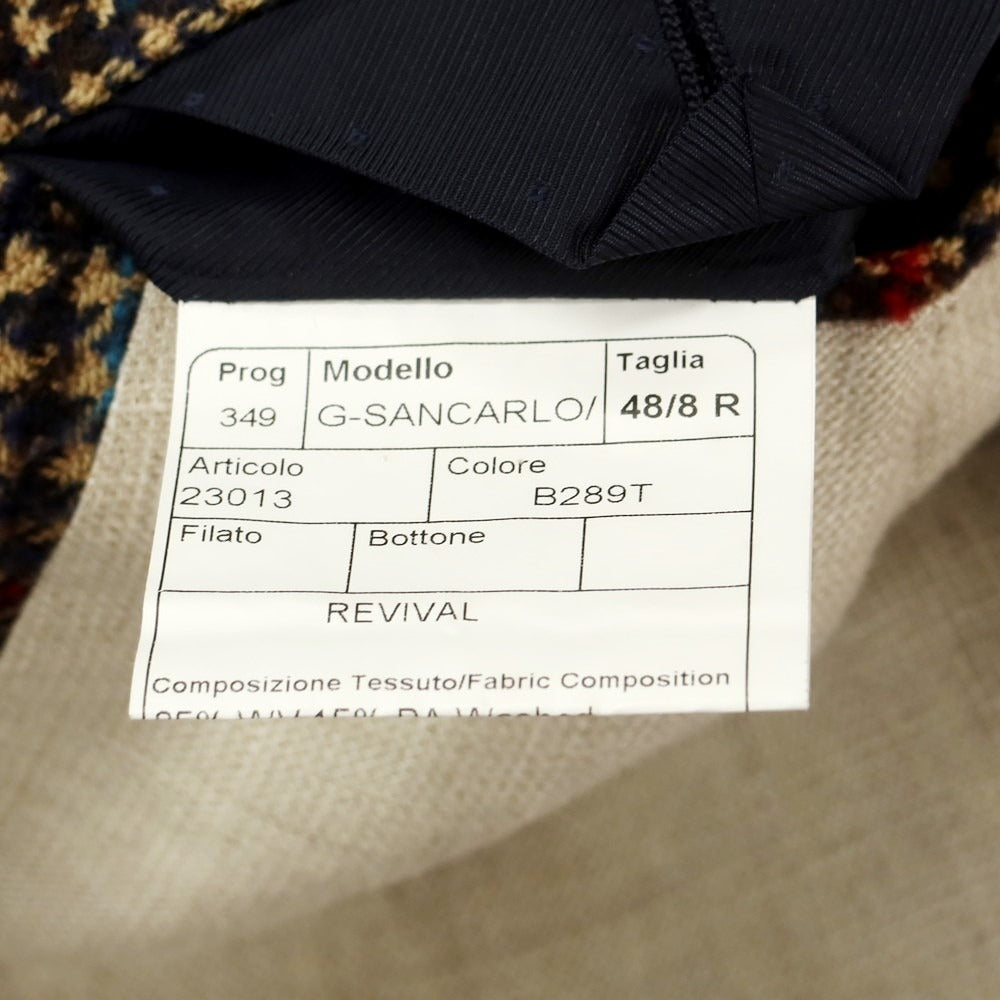 Prog Modello Taglia
349 G-SANCARLO/ 48/8 R
Articolo Colore
23013 B289T
Filato Bottone
REVIVAL
Composizione Tessuto/Fabric Composition